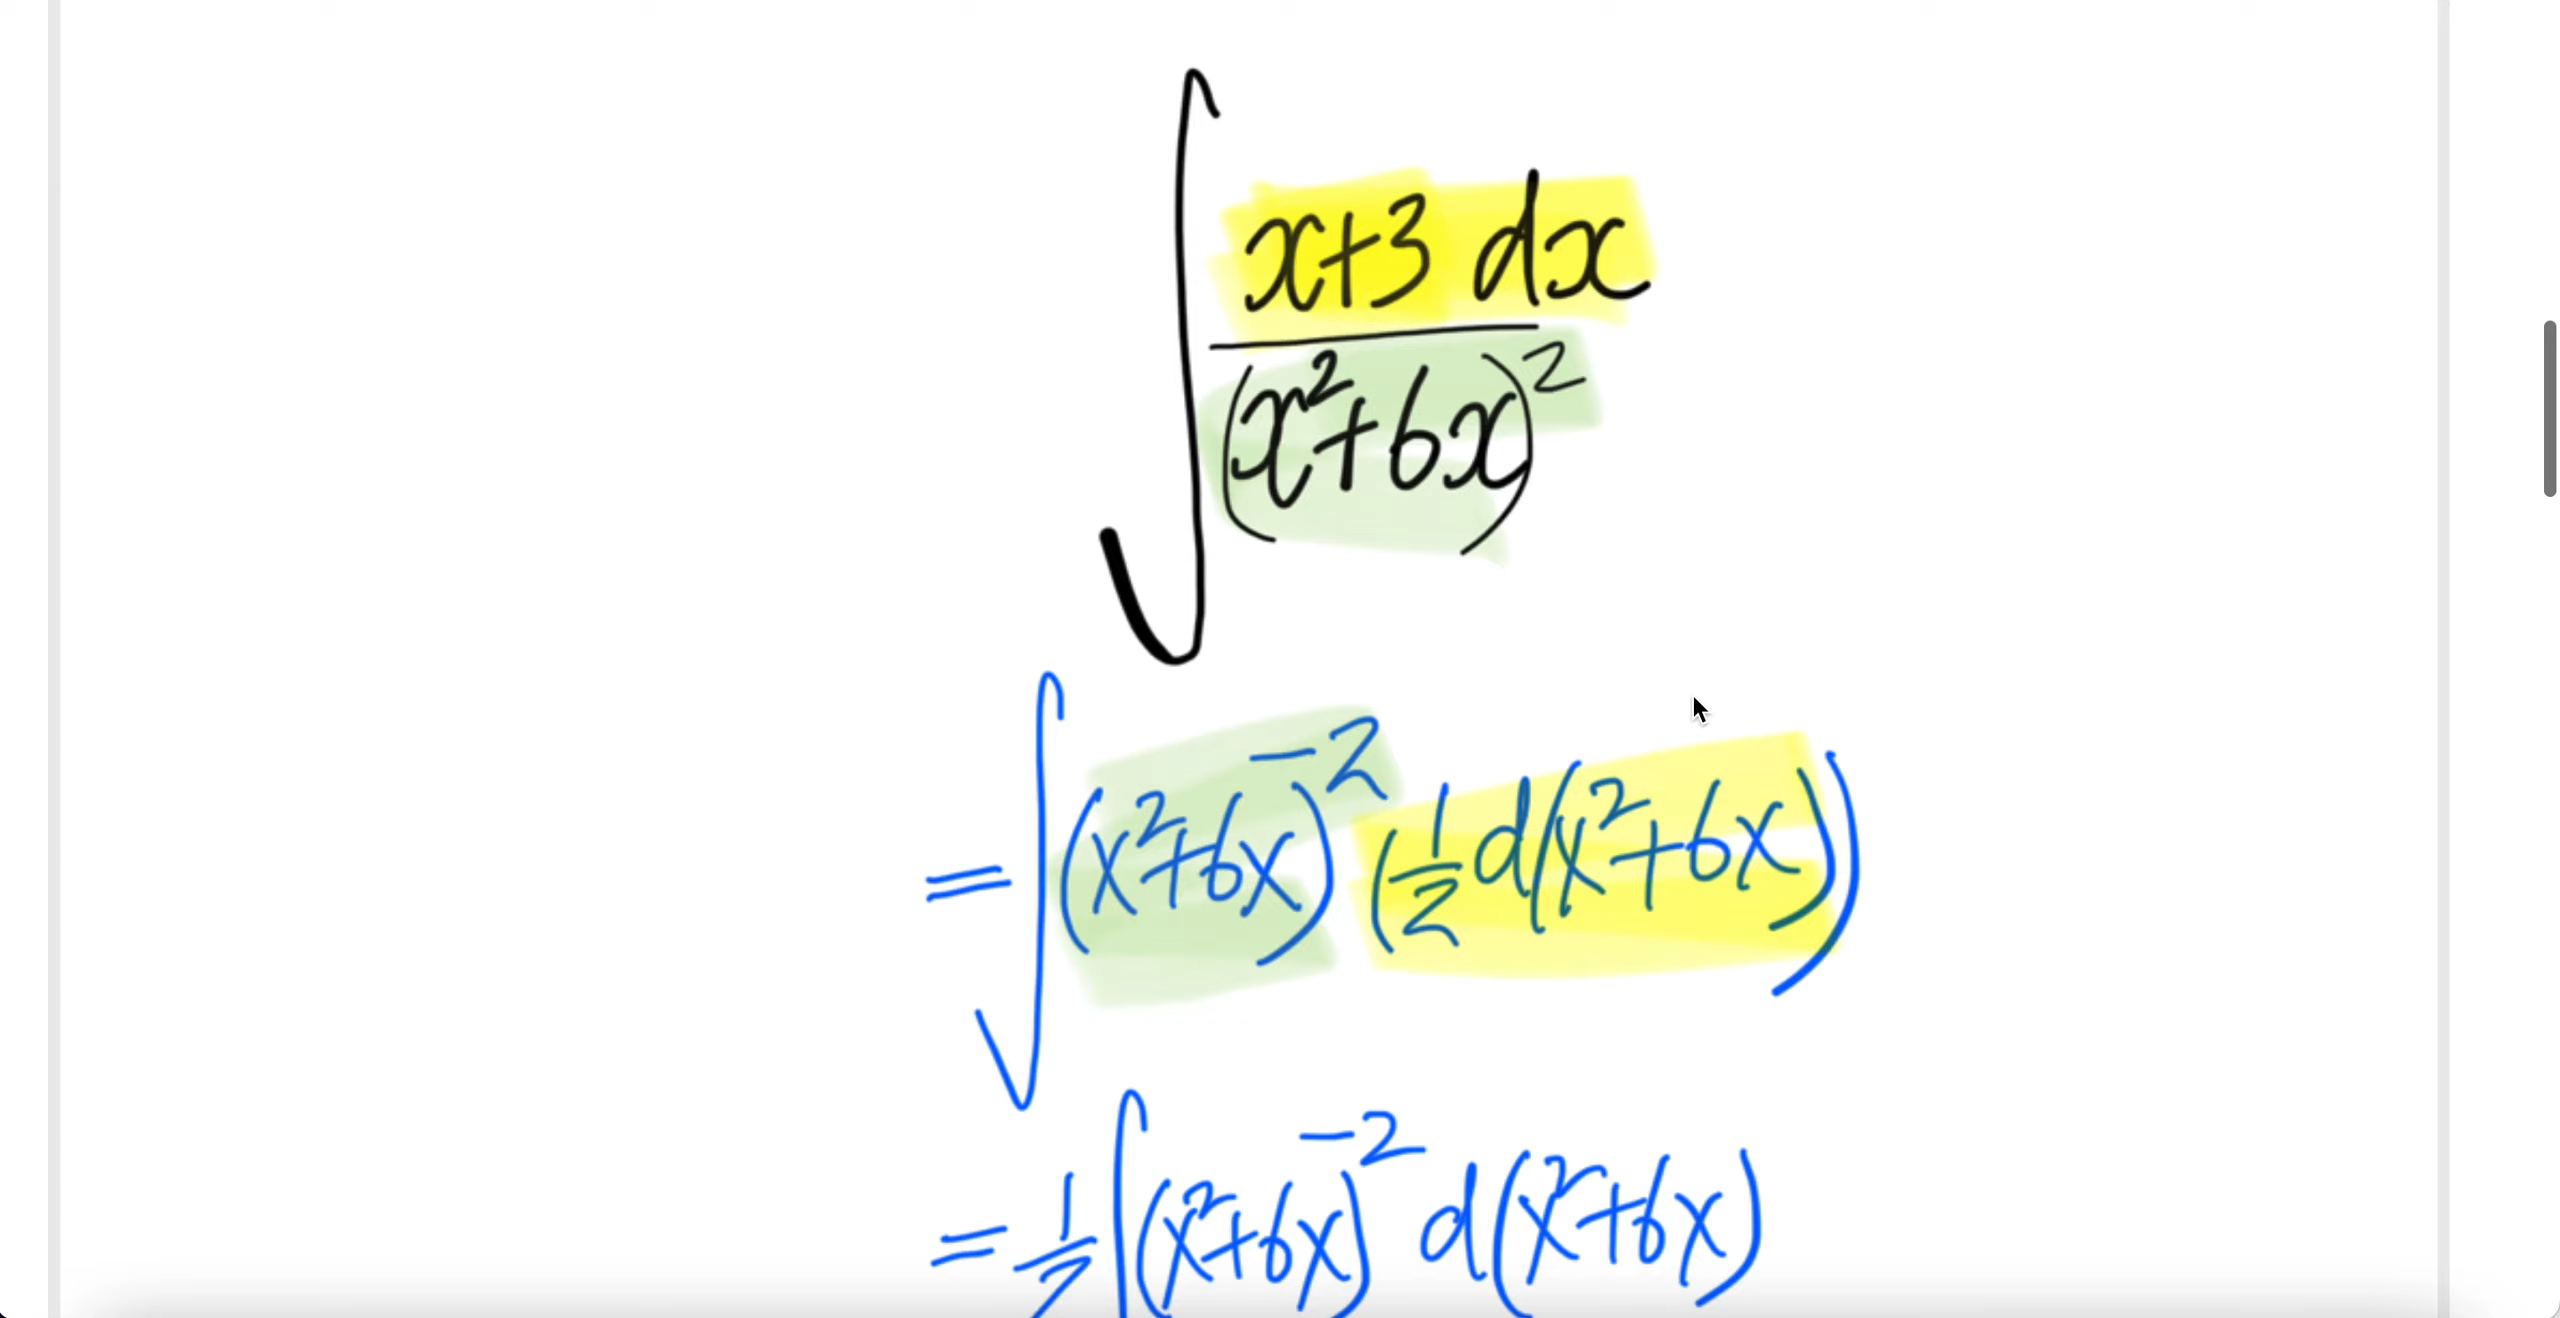 ∫ x+3 dx / (x²+6x)²
= ∫ (x²+6x)⁻² (½ d(x²+6x))
= ½ ∫ (x²+6x)⁻² d(x²+6x)